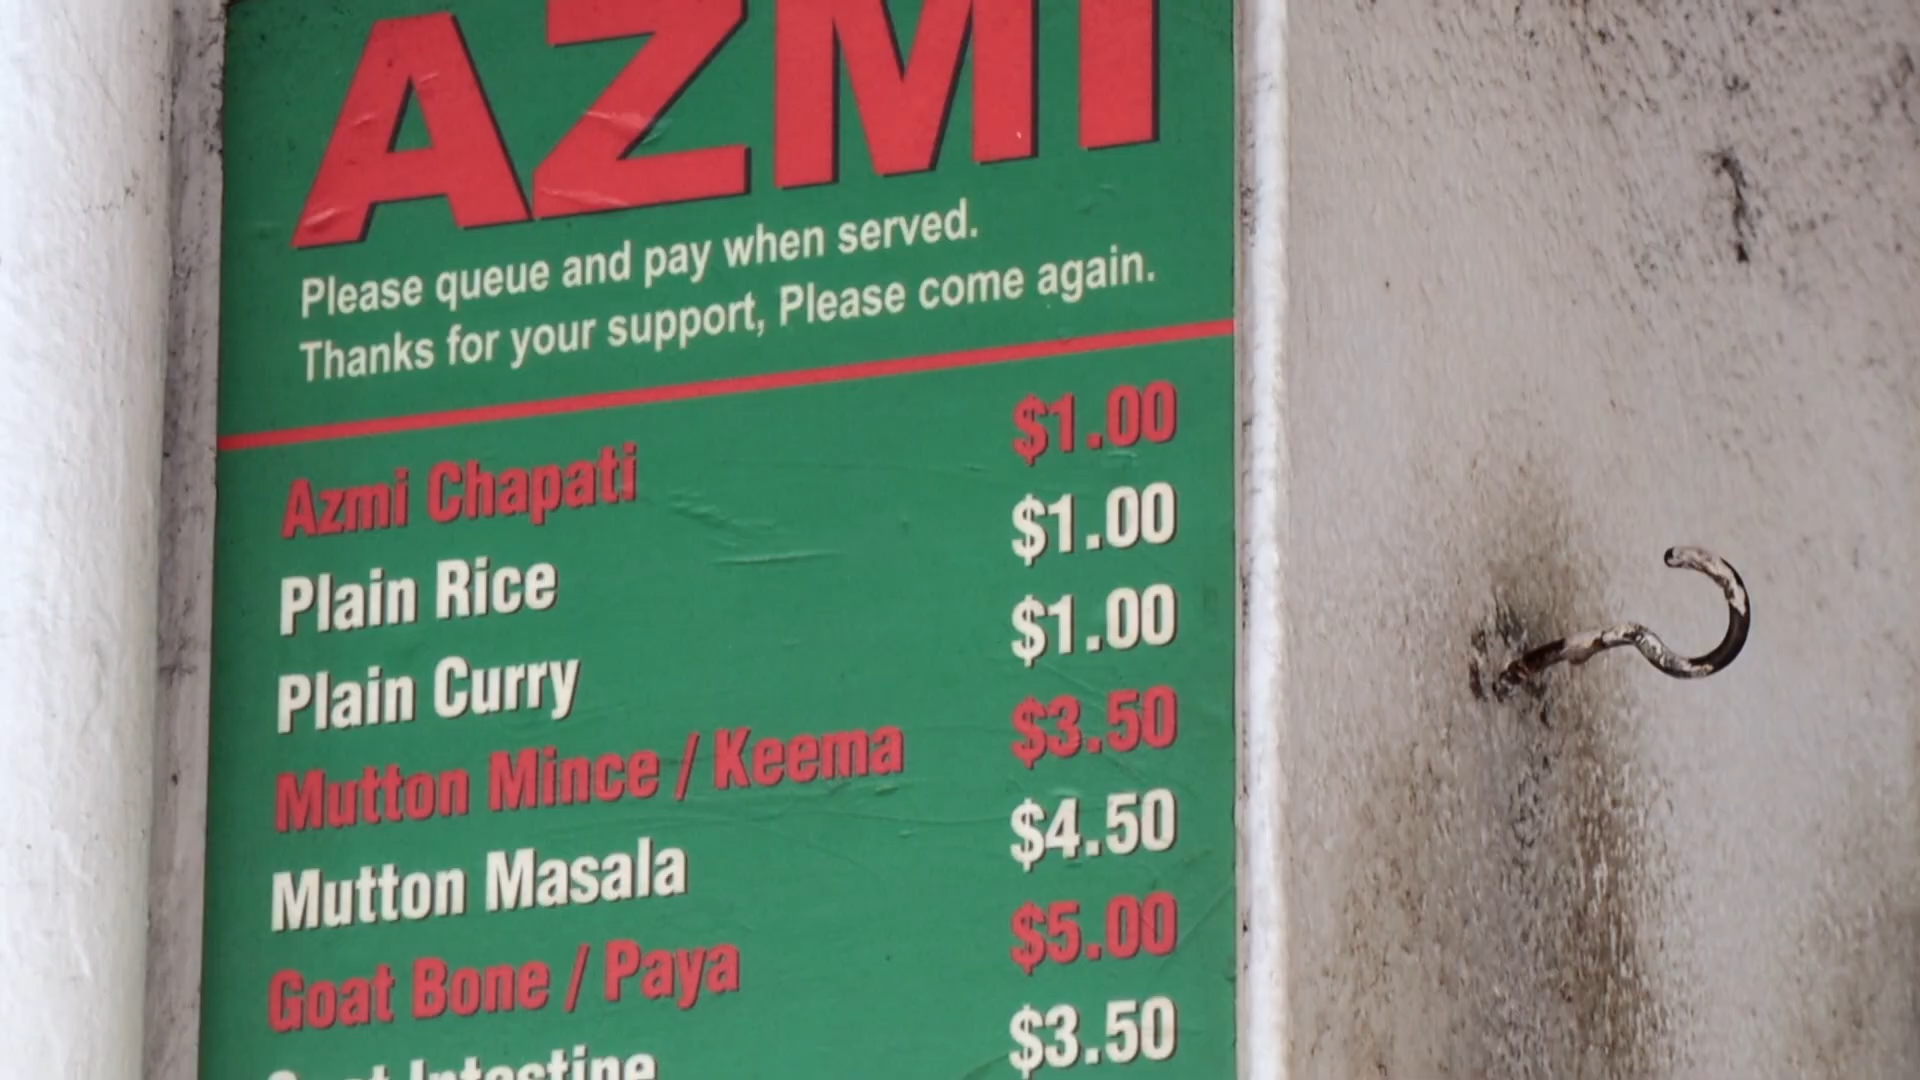 AZMI
Please queue and pay when served.
Thanks for your support, Please come again.
Azmi Chapati $1.00
Plain Rice $1.00
Plain Curry $1.00
Mutton Mince / Keema $3.50
Mutton Masala $4.50
Goat Bone / Paya $5.00
Intestine $3.50